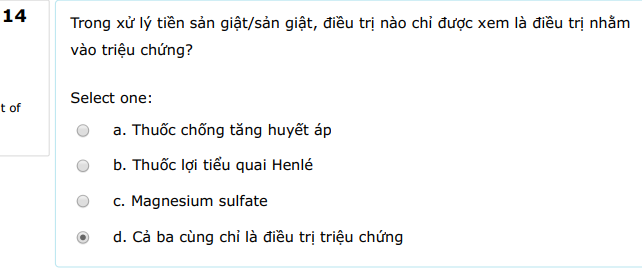 14
Trong xử lý tiền sản giật/sản giật, điều trị nào chỉ được xem là điều trị nhằm
vào triệu chứng?
t of
Select one:
a. Thuốc chống tăng huyết áp
b. Thuốc lợi tiểu quai Henlé
c. Magnesium sulfate
d. Cả ba cùng chỉ là điều trị triệu chứng